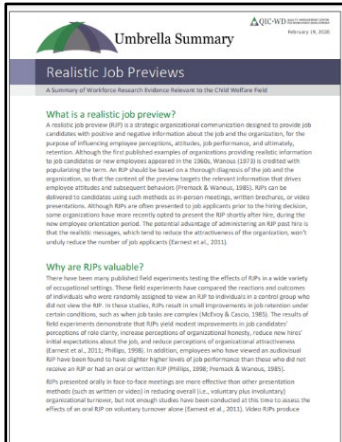 QIC-WD
February 19, 2020
Umbrella Summary
Realistic Job Previews
A Summary of Workforce Research Evidence Relevant to the Child Welfare Field
What is a realistic job preview?
A realistic job preview (RJP) is a strategic organizational communication designed to provide job
candidates with positive and negative information about the job and the organization, for the
purpose of influencing employee perceptions, attitudes, job performance, and ultimately,
retention. Although the first published examples of organizations providing realistic information
to job candidates or new employees appeared in the 1960s, Wanous (1973) is credited with
popularizing the term. An RJP should be based on a thorough diagnosis of the job and the
organization, so that the content of the preview targets the relevant information that drives
employee attitudes and subsequent behaviors (Premack & Wanous, 1985). RJPs can be
delivered to candidates using such methods as in-person meetings, written brochures, or video
presentations. Although RJPs are often presented to job applicants prior to the hiring decision,
some organizations have more recently opted to present the RJP shortly after hire, during the
new employee orientation period. The potential advantage of administering an RJP post hire is
that the realistic messages, which tend to reduce the attractiveness of the organization, won't
unduly reduce the number of job applicants (Earnest et al., 2011).
Why are RJPs valuable?
There have been many published field experiments testing the effects of RJPs in a wide variety
of occupational settings. These field experiments have compared the reactions and outcomes
of individuals who were randomly assigned to view an RJP to individuals in a control group who
did not view the RJP. In these studies, RJPs result in small improvements in job retention under
certain conditions, such as when job tasks are complex (McEvoy & Cascio, 1985). The results of
field experiments demonstrate that RJPs yield modest improvements in job candidates'
perceptions of role clarity, increase perceptions of organizational honesty, reduce new hires'
initial expectations about the job, and reduce perceptions of organizational attractiveness
(Earnest et al., 2011; Phillips, 1998). In addition, employees who have viewed an audiovisual
RJP have been found to have slightly higher levels of job performance than those who did not
receive an RJP or had an oral or written RJP (Phillips, 1998; Premack & Wanous, 1985).
RJPs presented orally in face-to-face meetings are more effective than other presentation
methods (such as written or video) in reducing overall (i.e., voluntary plus involuntary)
organizational turnover, but not enough studies have been conducted at this time to assess the
effects of an oral RJP on voluntary turnover alone (Earnest et al., 2011). Video RJPs produce